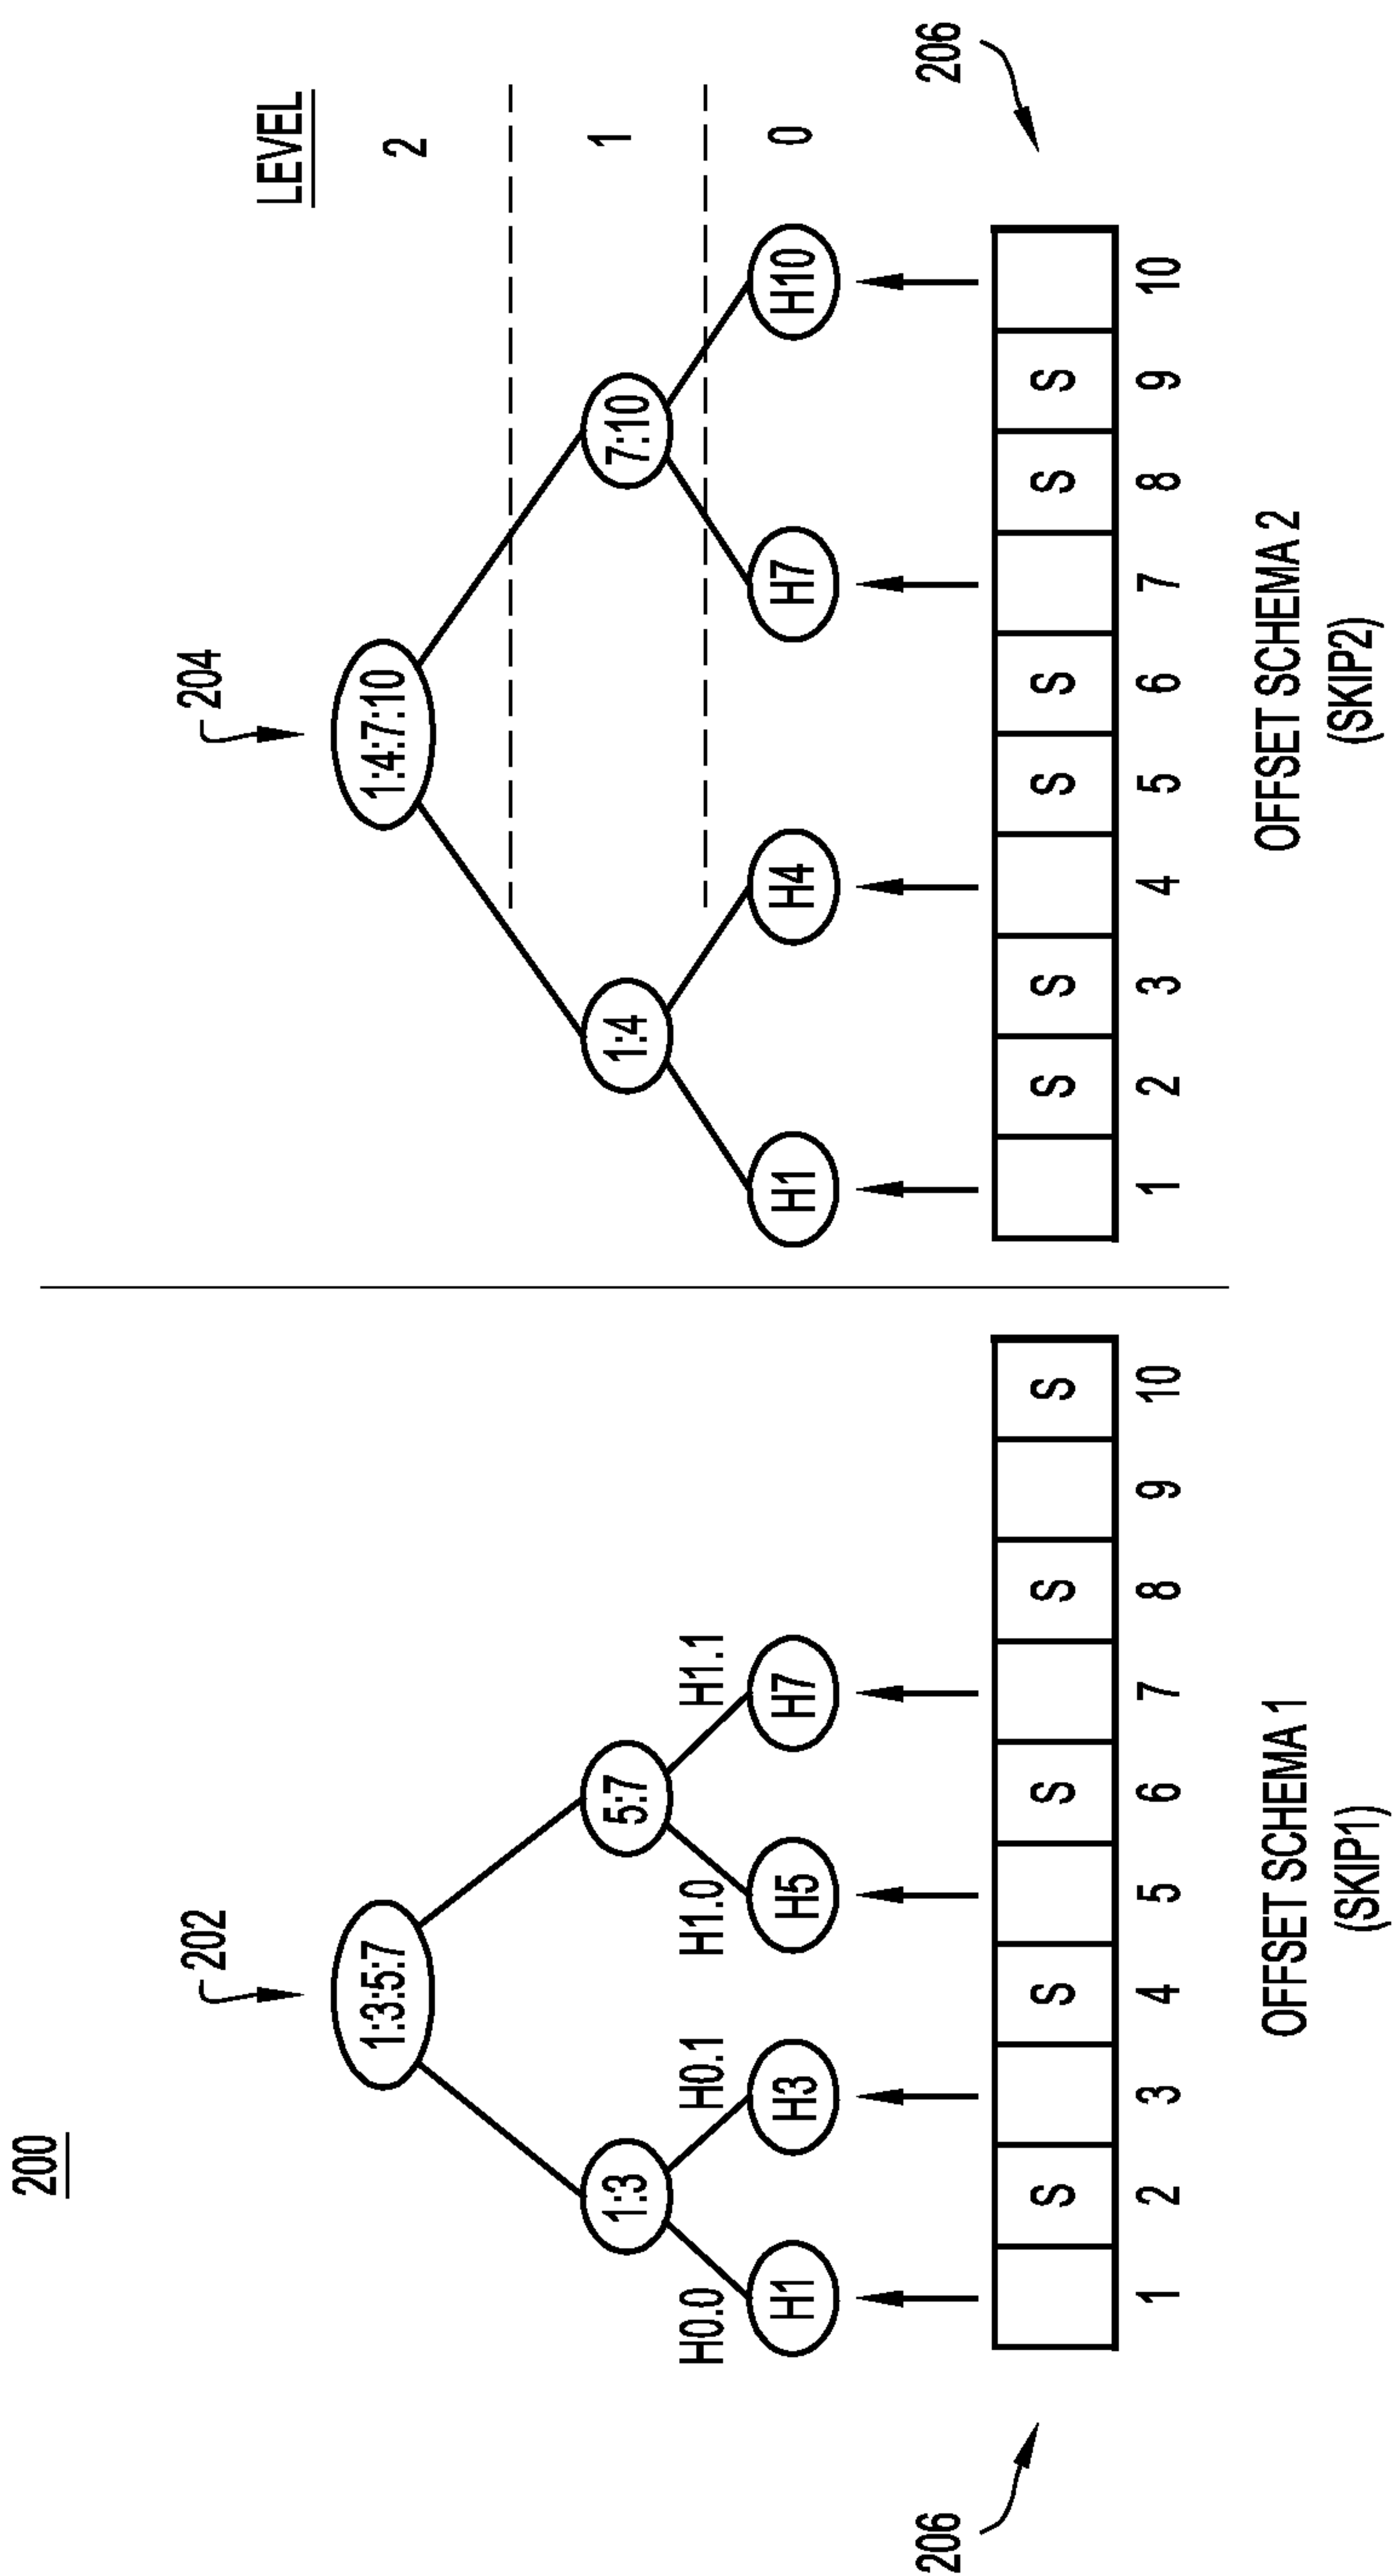 200
202
1:3:5:7
1:3
5:7
H0.0
H0.1
H1.0
H1.1
H1
H3
H5
H7
206
S
S
S
S
S
1 2 3 4 5 6 7 8 9 10
OFFSET SCHEMA 1
(SKIP1)
204
LEVEL
1:4:7:10
2
1:4
7:10
1
H1
H4
H7
H10
0
206
S
S
S
S
S
S
1 2 3 4 5 6 7 8 9 10
OFFSET SCHEMA 2
(SKIP2)